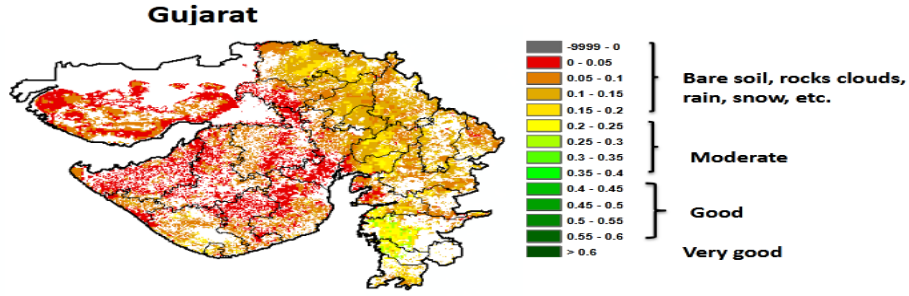 Gujarat
-9999 - 0
0 - 0.05
0.05 - 0.1
0.1 - 0.15
0.15 - 0.2
0.2 - 0.25
0.25 - 0.3
0.3 - 0.35
0.35 - 0.4
0.4 - 0.45
0.45 - 0.5
0.5 - 0.55
0.55 - 0.6
> 0.6
Bare soil, rocks clouds,
rain, snow, etc.
Moderate
Good
Very good